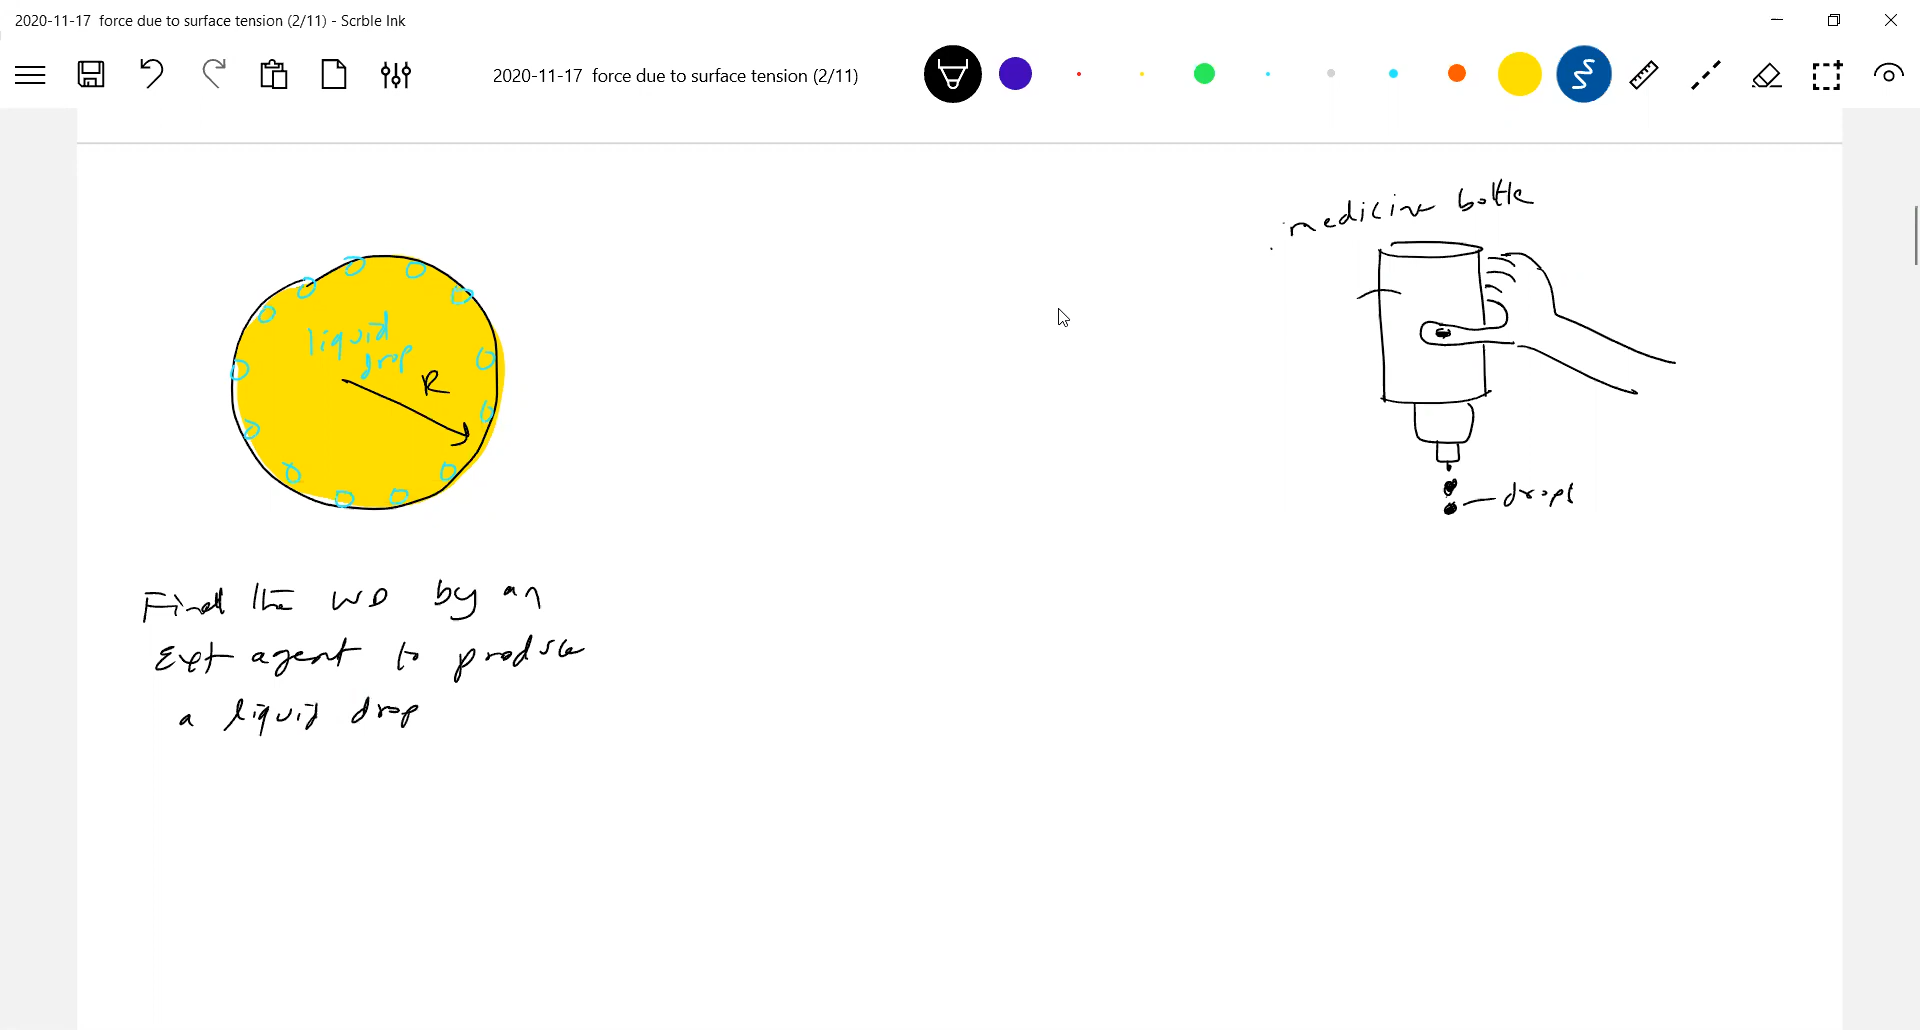 2020-11-17 force due to surface tension (2/11) - Scrble Ink
2020-11-17 force due to surface tension (2/11)
medicine bottle
liquid
drop
R
drops
Find the WD by an
Ext agent to produce
a liquid drop